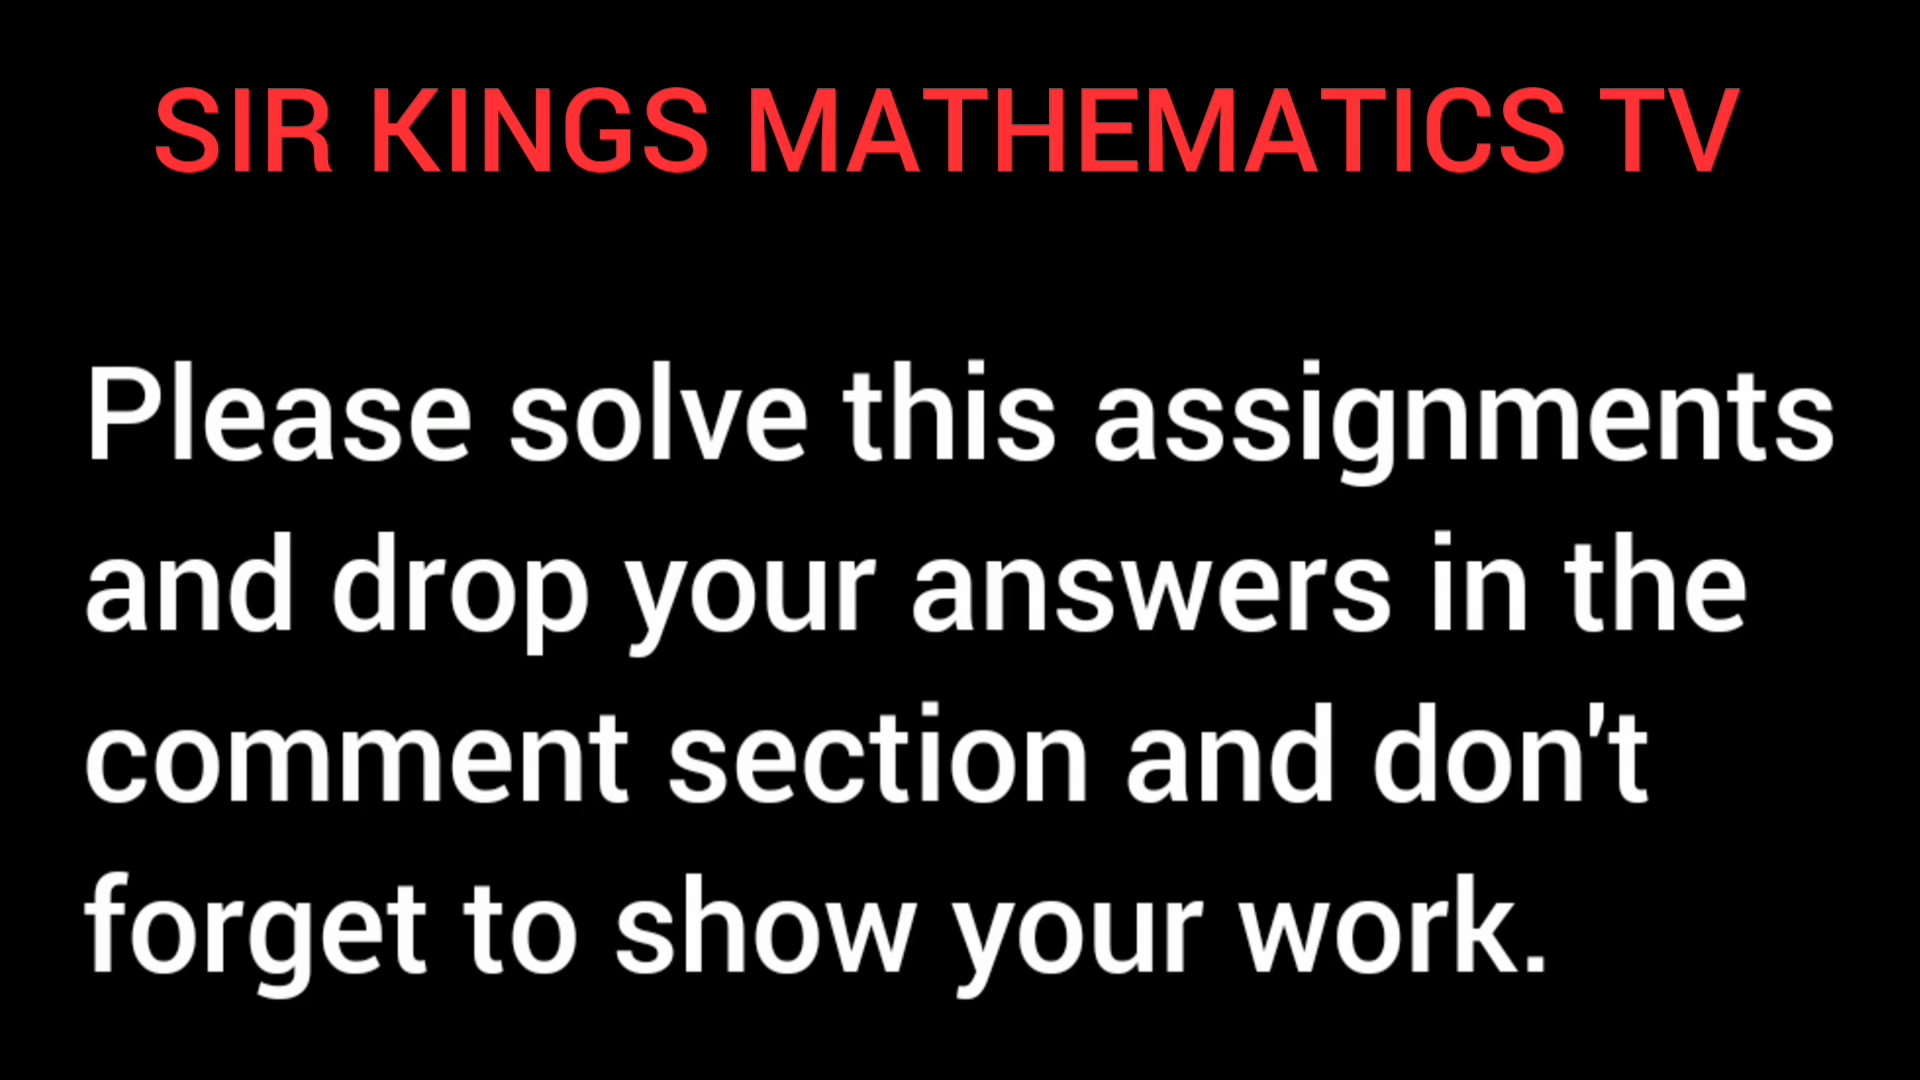 SIR KINGS MATHEMATICS TV
Please solve this assignments
and drop your answers in the
comment section and don't
forget to show your work.